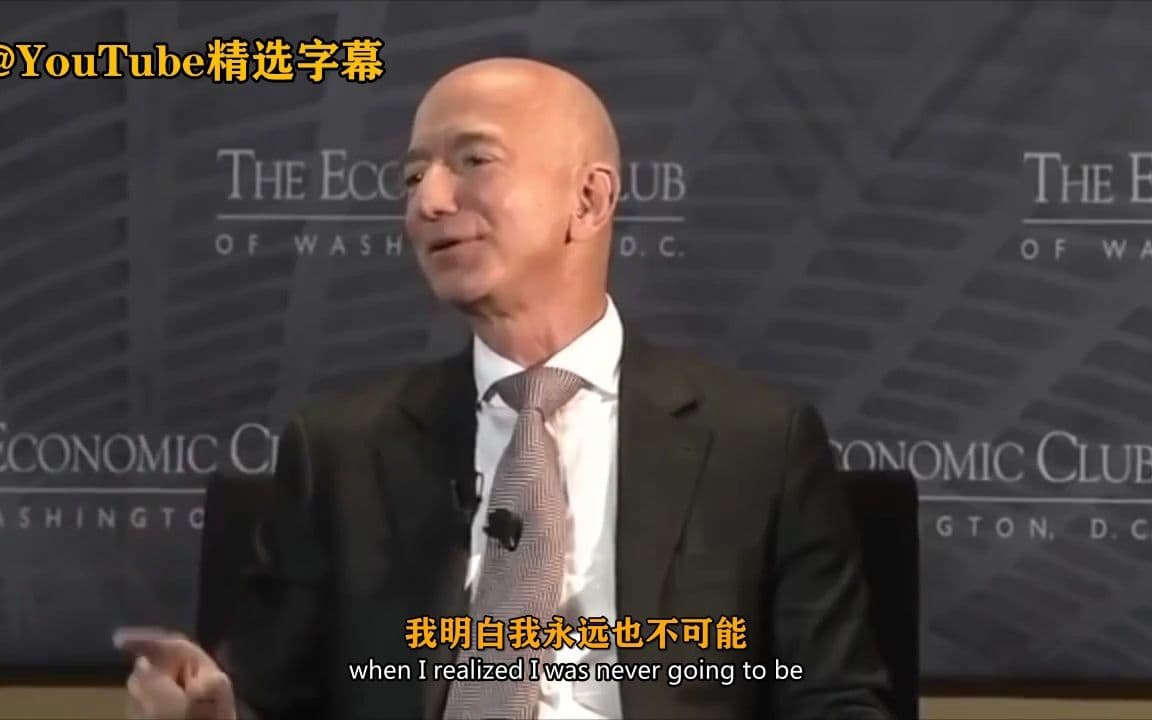 @YouTube精选字幕
THE ECO LUB
OF WASH D.C.
THE E
OF WA
ECONOMIC CL
ASHINGTO
ONOMIC CLUB
GTON, D.C.
我明白我永远也不可能
when I realized I was never going to be